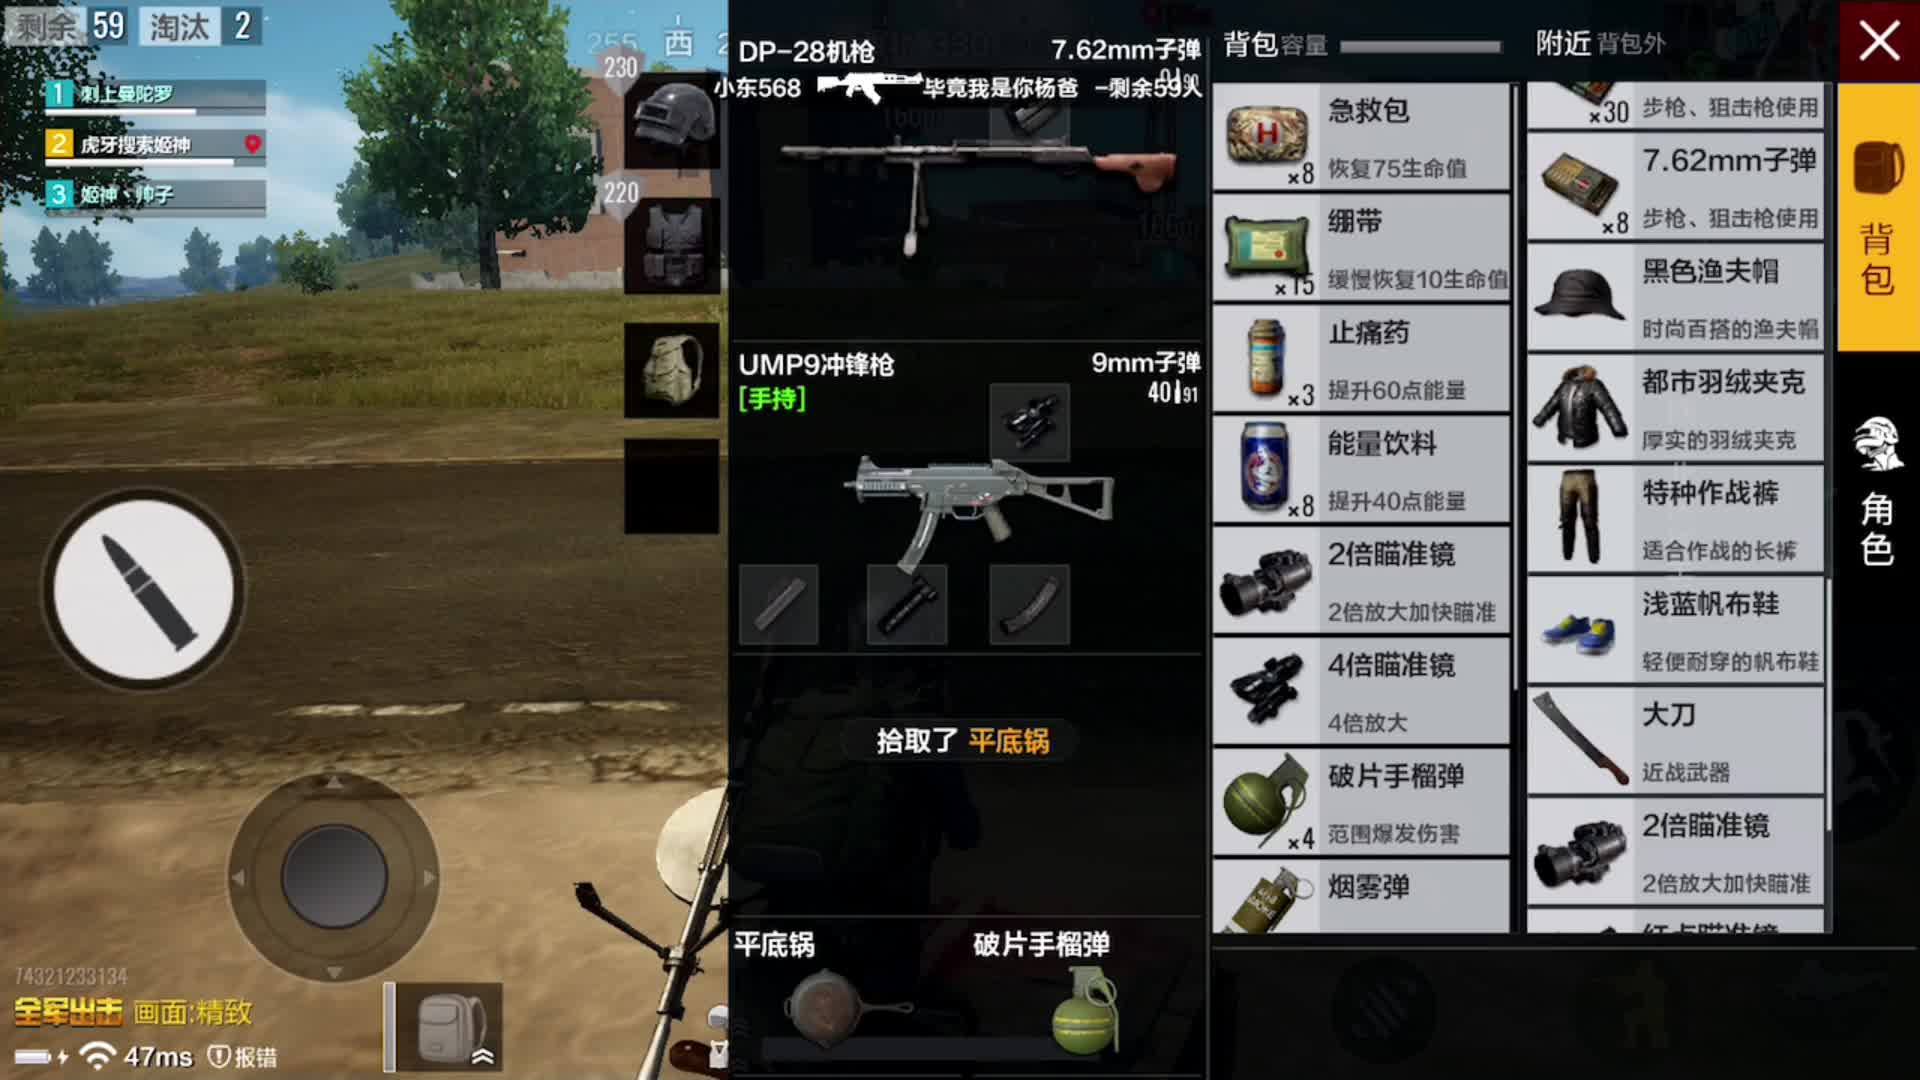 剩余 59 淘汰 2
1 刺上曼陀罗
2 虎牙搜索姬神
3 姬神、帅子
255 西
230
220
DP-28机枪 7.62mm子弹
小东568 毕竟我是你杨爸 -剩余59人
UMP9冲锋枪 9mm子弹
[手持] 40 91
拾取了 平底锅
平底锅 破片手榴弹
背包容量
急救包
×8 恢复75生命值
绷带
×15 缓慢恢复10生命值
止痛药
×3 提升60点能量
能量饮料
×8 提升40点能量
2倍瞄准镜
2倍放大加快瞄准
4倍瞄准镜
4倍放大
破片手榴弹
×4 范围爆发伤害
烟雾弹
附近 背包外
×30 步枪、狙击枪使用
7.62mm子弹
×8 步枪、狙击枪使用
黑色渔夫帽
时尚百搭的渔夫帽
都市羽绒夹克
厚实的羽绒夹克
特种作战裤
适合作战的长裤
浅蓝帆布鞋
轻便耐穿的帆布鞋
大刀
近战武器
2倍瞄准镜
2倍放大加快瞄准
红点瞄准镜
背包
角色
74321233134
全军出击 画面:精致
47ms 报错